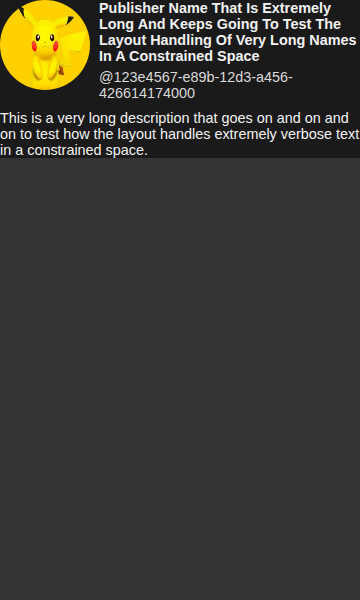 Publisher Name That Is Extremely
Long And Keeps Going To Test The
Layout Handling Of Very Long Names
In A Constrained Space
@123e4567-e89b-12d3-a456-
426614174000
This is a very long description that goes on and on and
on to test how the layout handles extremely verbose text
in a constrained space.